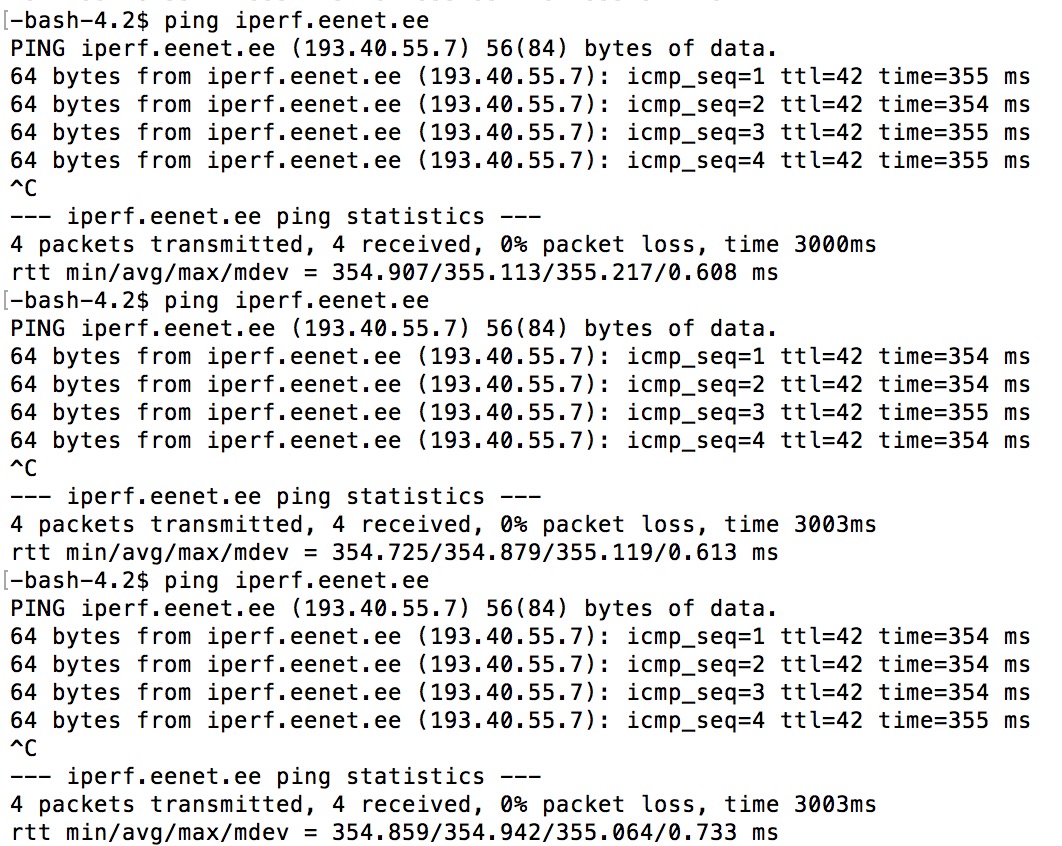 [-bash-4.2$ ping iperf.eenet.ee
PING iperf.eenet.ee (193.40.55.7) 56(84) bytes of data.
64 bytes from iperf.eenet.ee (193.40.55.7): icmp_seq=1 ttl=42 time=355 ms
64 bytes from iperf.eenet.ee (193.40.55.7): icmp_seq=2 ttl=42 time=354 ms
64 bytes from iperf.eenet.ee (193.40.55.7): icmp_seq=3 ttl=42 time=355 ms
64 bytes from iperf.eenet.ee (193.40.55.7): icmp_seq=4 ttl=42 time=355 ms
^C
--- iperf.eenet.ee ping statistics ---
4 packets transmitted, 4 received, 0% packet loss, time 3000ms
rtt min/avg/max/mdev = 354.907/355.113/355.217/0.608 ms
[-bash-4.2$ ping iperf.eenet.ee
PING iperf.eenet.ee (193.40.55.7) 56(84) bytes of data.
64 bytes from iperf.eenet.ee (193.40.55.7): icmp_seq=1 ttl=42 time=354 ms
64 bytes from iperf.eenet.ee (193.40.55.7): icmp_seq=2 ttl=42 time=354 ms
64 bytes from iperf.eenet.ee (193.40.55.7): icmp_seq=3 ttl=42 time=355 ms
64 bytes from iperf.eenet.ee (193.40.55.7): icmp_seq=4 ttl=42 time=354 ms
^C
--- iperf.eenet.ee ping statistics ---
4 packets transmitted, 4 received, 0% packet loss, time 3003ms
rtt min/avg/max/mdev = 354.725/354.879/355.119/0.613 ms
[-bash-4.2$ ping iperf.eenet.ee
PING iperf.eenet.ee (193.40.55.7) 56(84) bytes of data.
64 bytes from iperf.eenet.ee (193.40.55.7): icmp_seq=1 ttl=42 time=354 ms
64 bytes from iperf.eenet.ee (193.40.55.7): icmp_seq=2 ttl=42 time=354 ms
64 bytes from iperf.eenet.ee (193.40.55.7): icmp_seq=3 ttl=42 time=354 ms
64 bytes from iperf.eenet.ee (193.40.55.7): icmp_seq=4 ttl=42 time=355 ms
^C
--- iperf.eenet.ee ping statistics ---
4 packets transmitted, 4 received, 0% packet loss, time 3003ms
rtt min/avg/max/mdev = 354.859/354.942/355.064/0.733 ms